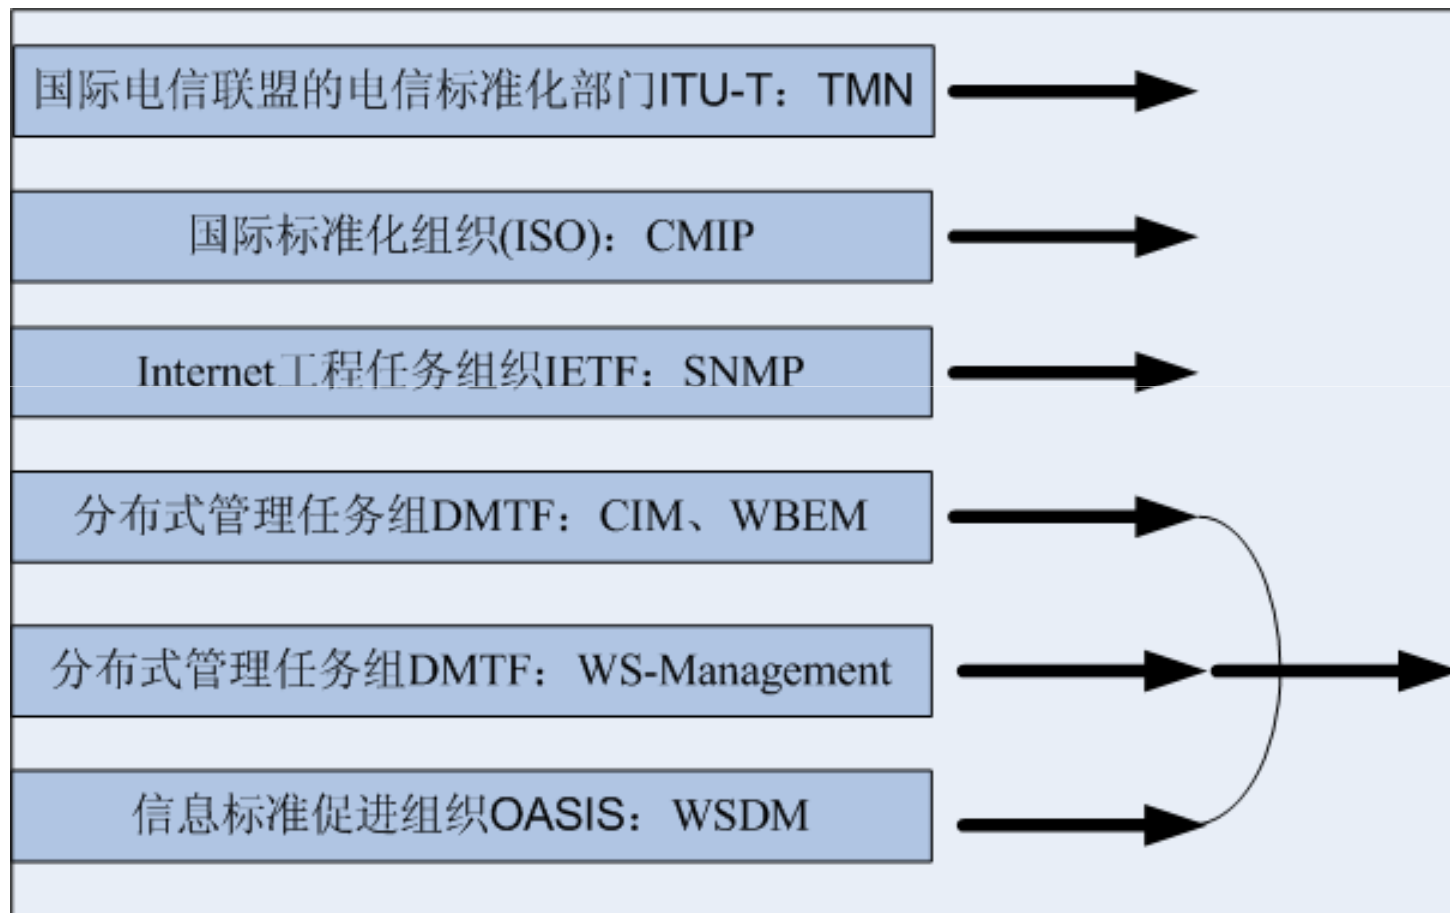 国际电信联盟的电信标准化部门ITU-T：TMN
国际标准化组织(ISO)：CMIP
Internet工程任务组织IETF：SNMP
分布式管理任务组DMTF：CIM、WBEM
分布式管理任务组DMTF：WS-Management
信息标准促进组织OASIS：WSDM